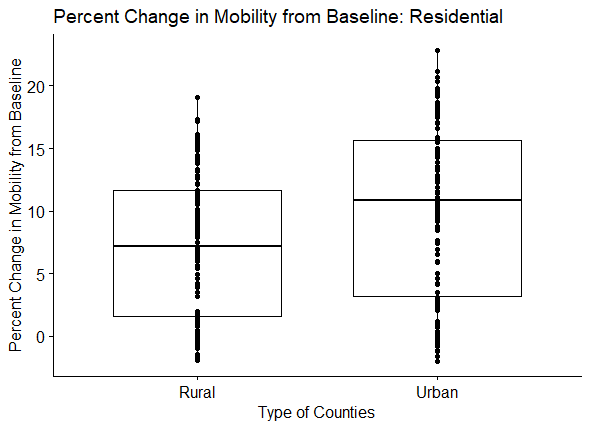 Percent Change in Mobility from Baseline: Residential
Percent Change in Mobility from Baseline
20
15
10
5
0
Rural Urban
Type of Counties